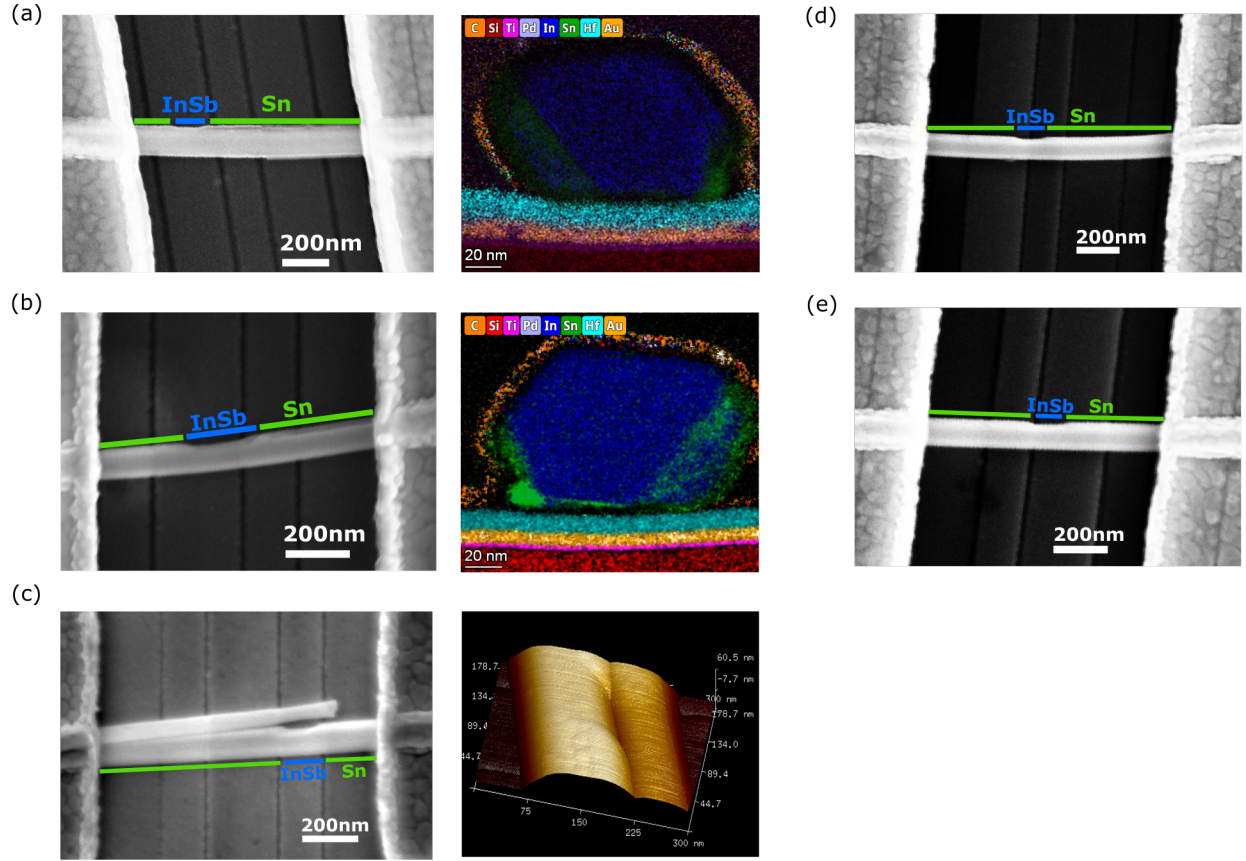 (a)
InSb Sn
200nm
C Si Ti Pd In Sn Hf Au
20 nm
(d)
InSb Sn
200nm
(b)
InSb Sn
200nm
C Si Ti Pd In Sn Hf Au
20 nm
(e)
InSb Sn
200nm
(c)
InSb Sn
200nm
178.7
134.
89.4
44.7
60.5 nm
-7.7 nm
300 nm
178.7 nm
134.0
89.4
44.7
75
150
225
300 nm